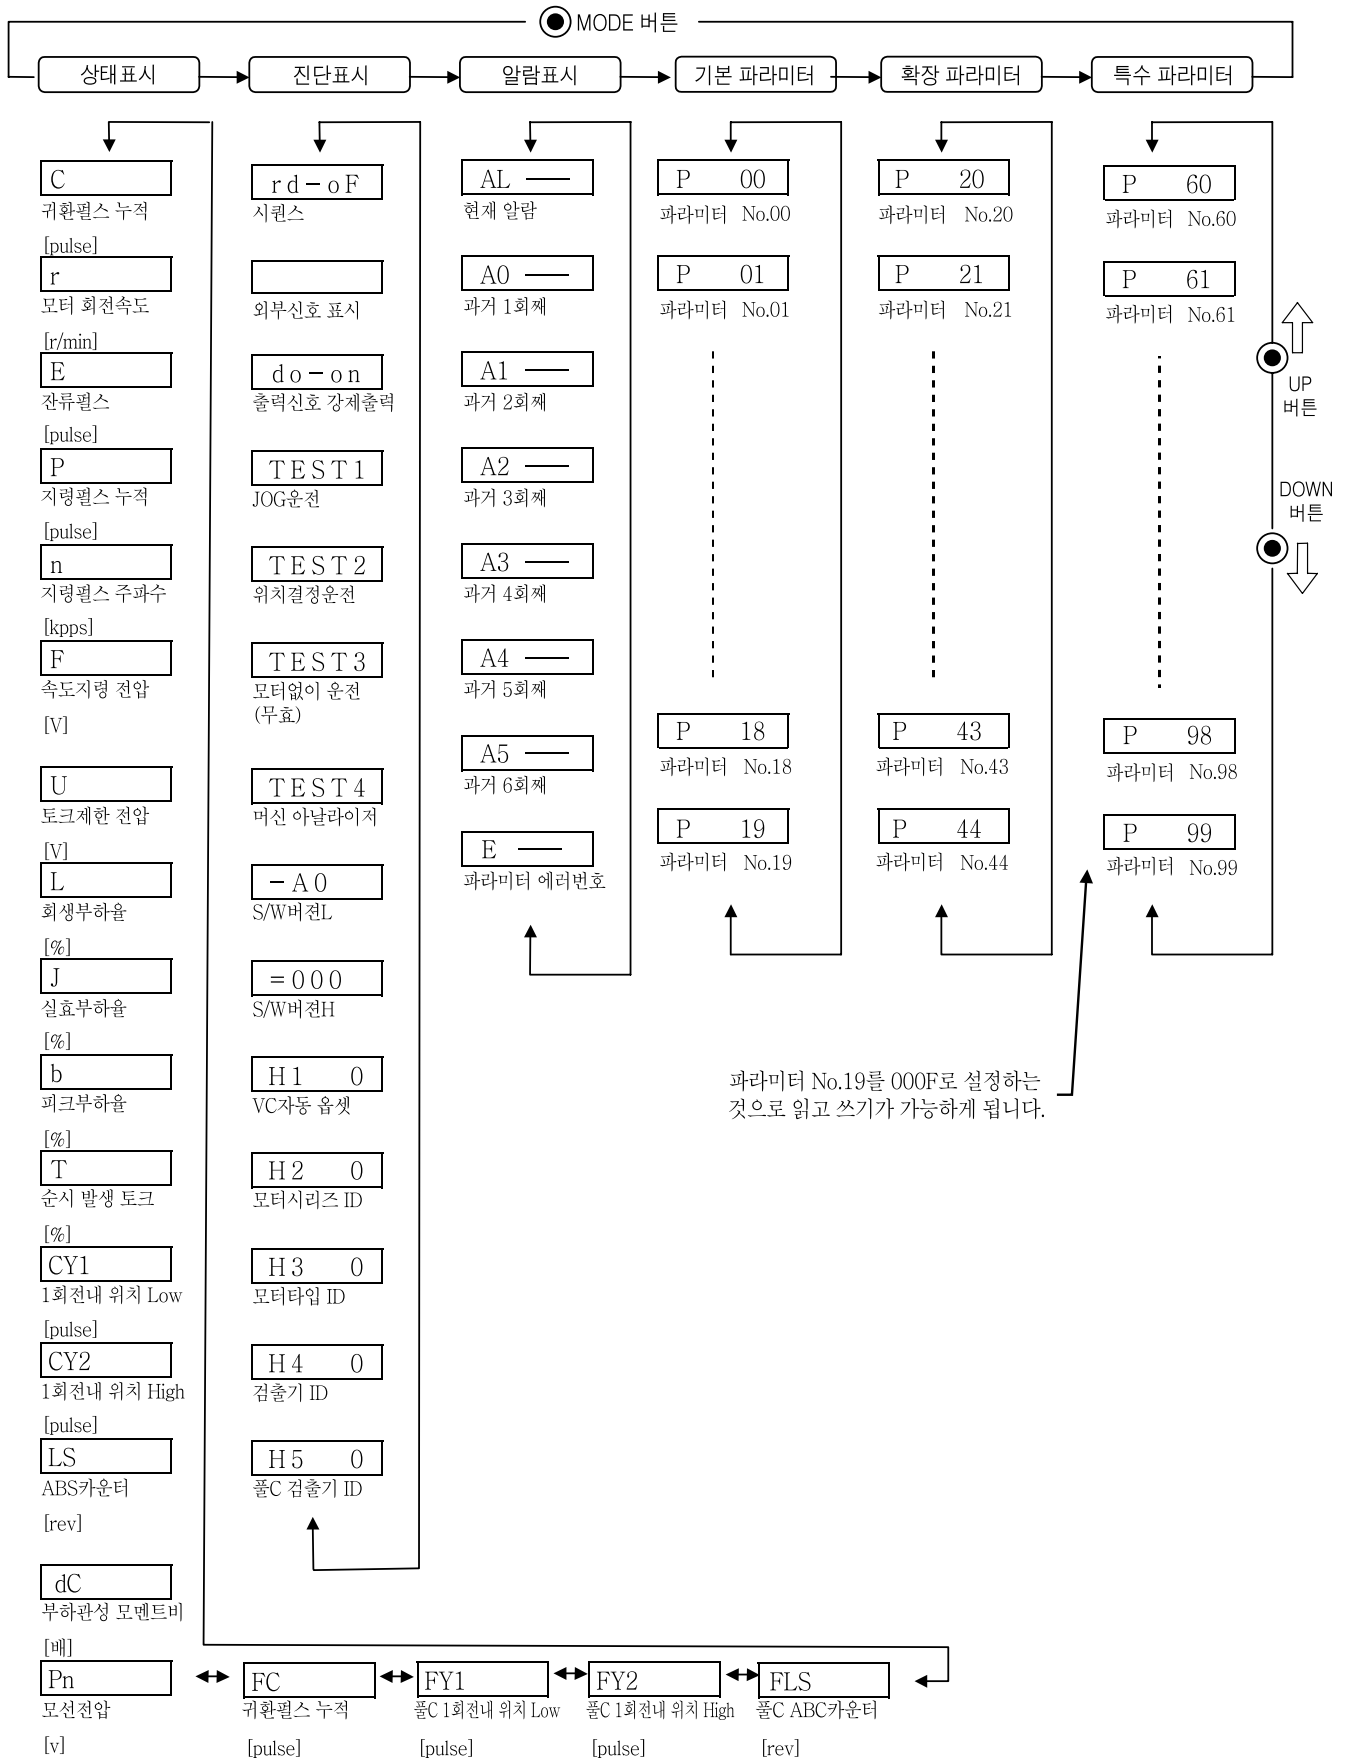 MODE 버튼
상태표시
진단표시
알람표시
기본 파라미터
확장 파라미터
특수 파라미터
C
귀환펄스 누적
[pulse]
r
모터 회전속도
[r/min]
E
잔류펄스
[pulse]
P
지령펄스 누적
[pulse]
n
지령펄스 주파수
[kpps]
F
속도지령 전압
[V]
U
토크제한 전압
[V]
L
회생부하율
[%]
J
실효부하율
[%]
b
피크부하율
[%]
T
순시 발생 토크
[%]
CY1
1회전내 위치 Low
[pulse]
CY2
1회전내 위치 High
[pulse]
LS
ABS카운터
[rev]
dC
부하관성 모멘트비
[배]
Pn
모선전압
[v]
FC
귀환펄스 누적
[pulse]
FY1
풀C 1회전내 위치 Low
[pulse]
FY2
풀C 1회전내 위치 High
[pulse]
FLS
풀C ABC카운터
[rev]
rd-oF
시퀀스
외부신호 표시
do-on
출력신호 강제출력
TEST1
JOG운전
TEST2
위치결정운전
TEST3
모터없이 운전
(무효)
TEST4
머신 아날라이저
-A0
S/W버젼L
=000
S/W버젼H
H1 0
VC자동 옵셋
H2 0
모터시리즈 ID
H3 0
모터타입 ID
H4 0
검출기 ID
H5 0
풀C 검출기 ID
AL ──
현재 알람
A0 ──
과거 1회째
A1 ──
과거 2회째
A2 ──
과거 3회째
A3 ──
과거 4회째
A4 ──
과거 5회째
A5 ──
과거 6회째
E ──
파라미터 에러번호
P 00
파라미터 No.00
P 01
파라미터 No.01
P 18
파라미터 No.18
P 19
파라미터 No.19
P 20
파라미터 No.20
P 21
파라미터 No.21
P 43
파라미터 No.43
P 44
파라미터 No.44
P 60
파라미터 No.60
P 61
파라미터 No.61
P 98
파라미터 No.98
P 99
파라미터 No.99
UP
버튼
DOWN
버튼
파라미터 No.19를 000F로 설정하는
것으로 읽고 쓰기가 가능하게 됩니다.